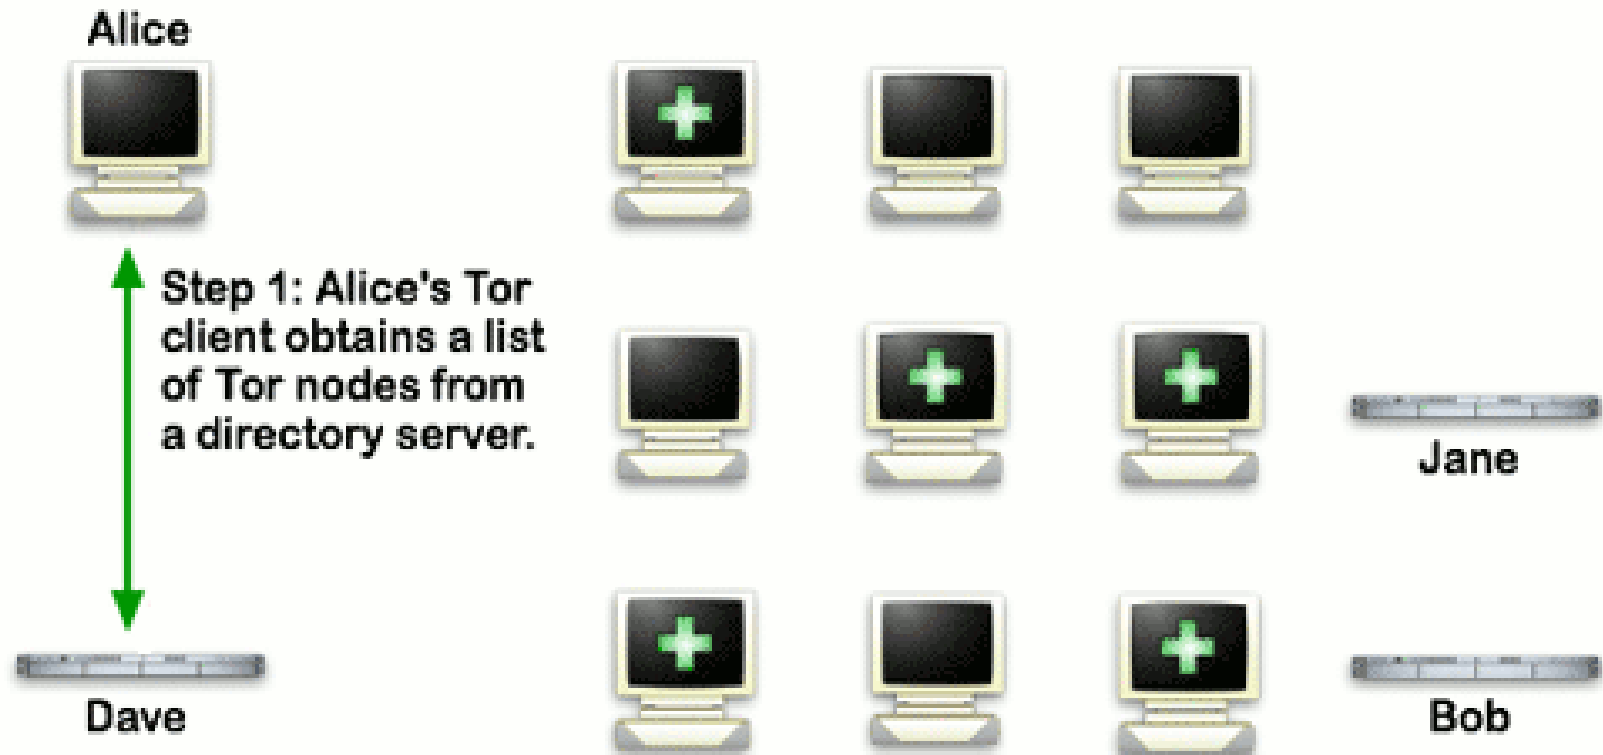 Alice
Step 1: Alice's Tor
client obtains a list
of Tor nodes from
a directory server.
Jane
Dave
Bob